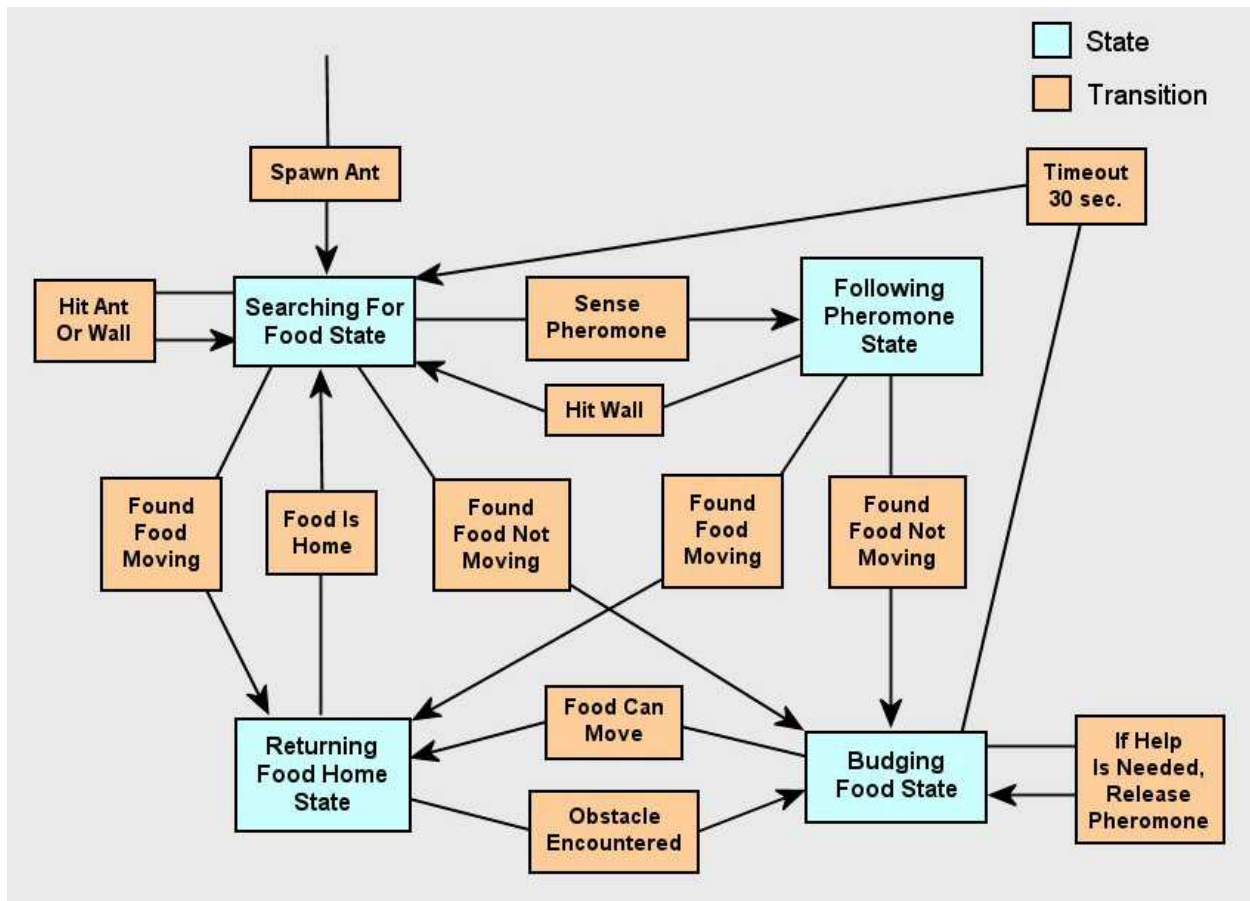 State
Transition
Spawn Ant
Timeout
30 sec.
Hit Ant
Or Wall
Searching For
Food State
Sense
Pheromone
Following
Pheromone
State
Hit Wall
Found
Food
Moving
Food Is
Home
Found
Food Not
Moving
Found
Food
Moving
Found
Food Not
Moving
Returning
Food Home
State
Food Can
Move
Obstacle
Encountered
Budging
Food State
If Help
Is Needed,
Release
Pheromone